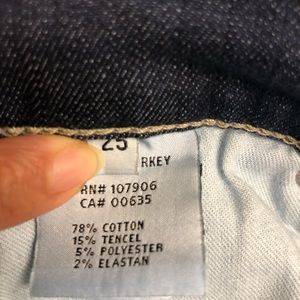 25
RKEY
RN# 107906
CA# 00635
78% COTTON
15% TENCEL
5% POLYESTER
2% ELASTAN